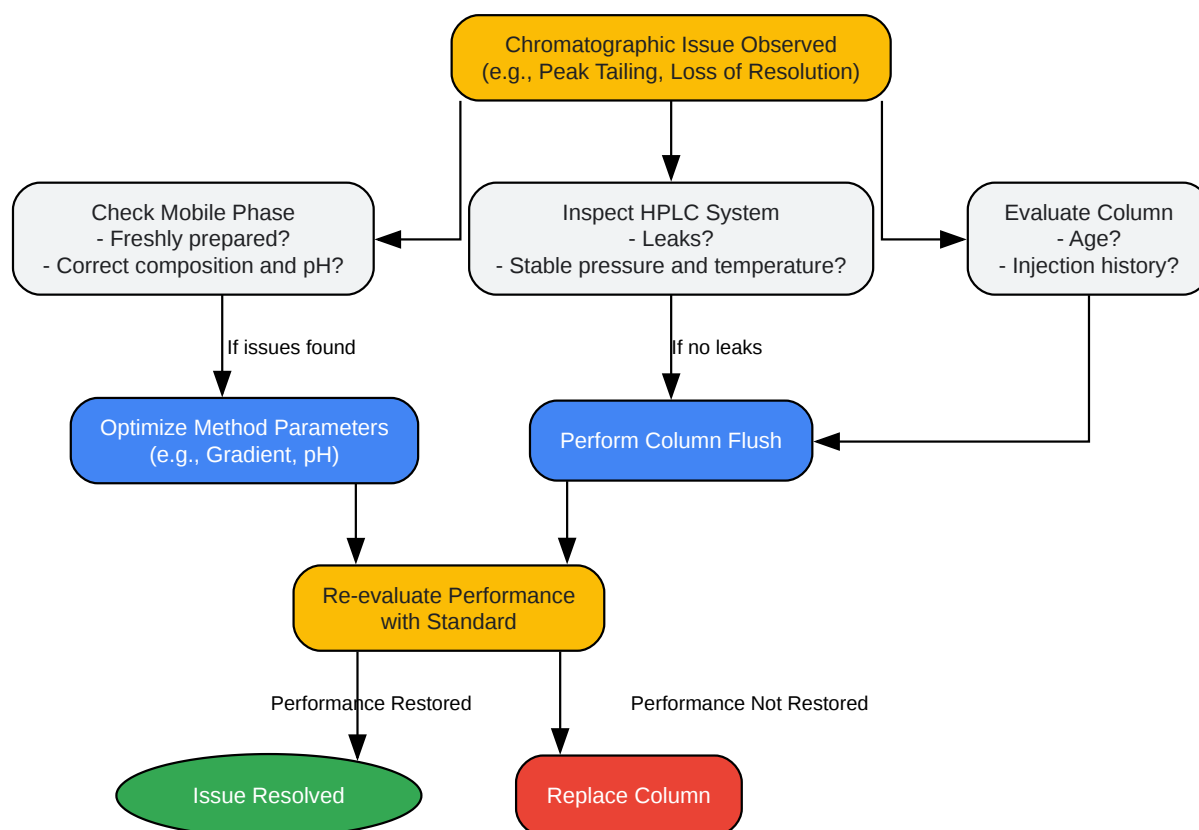 Chromatographic Issue Observed
(e.g., Peak Tailing, Loss of Resolution)
Check Mobile Phase
- Freshly prepared?
- Correct composition and pH?
Inspect HPLC System
- Leaks?
- Stable pressure and temperature?
Evaluate Column
- Age?
- Injection history?
If issues found
If no leaks
Optimize Method Parameters
(e.g., Gradient, pH)
Perform Column Flush
Re-evaluate Performance
with Standard
Performance Restored
Performance Not Restored
Issue Resolved
Replace Column